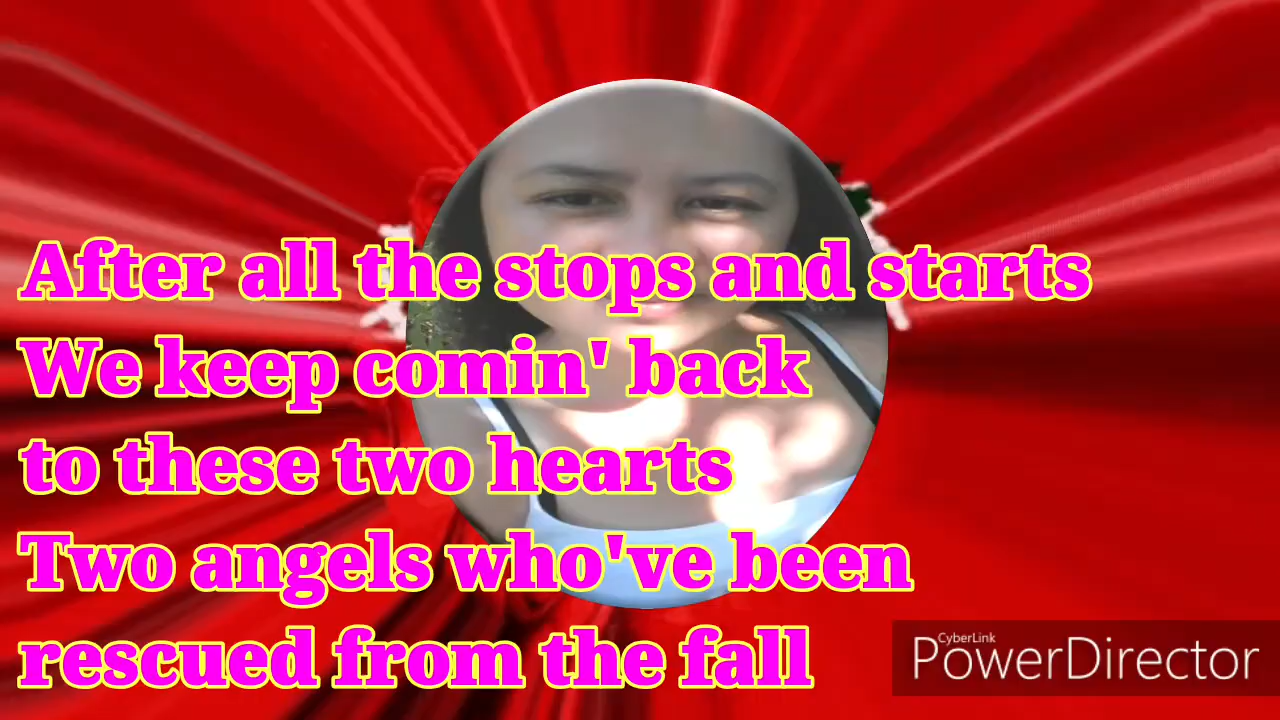 After all the stops and starts
We keep comin' back
to these two hearts
Two angels who've been
rescued from the fall
CyberLink
PowerDirector